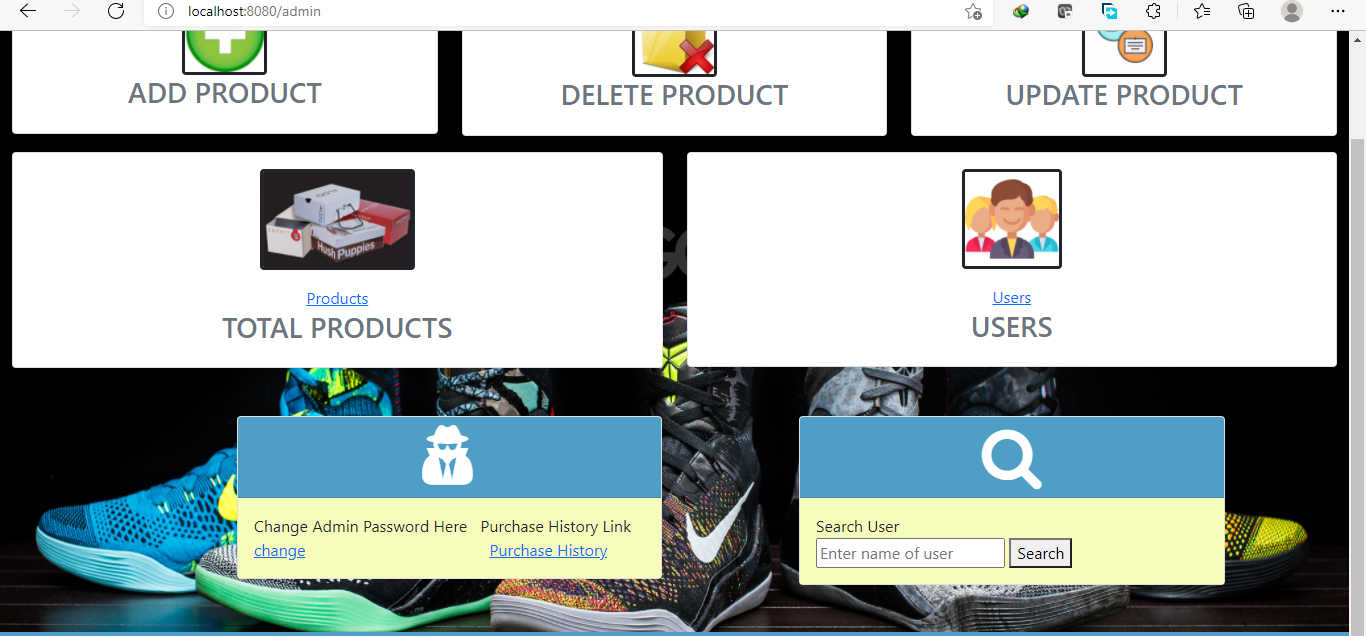 localhost:8080/admin
ADD PRODUCT
DELETE PRODUCT
UPDATE PRODUCT
Hush Puppies
Products
TOTAL PRODUCTS
Users
USERS
Change Admin Password Here
change
Purchase History Link
Purchase History
Search User
Enter name of user
Search